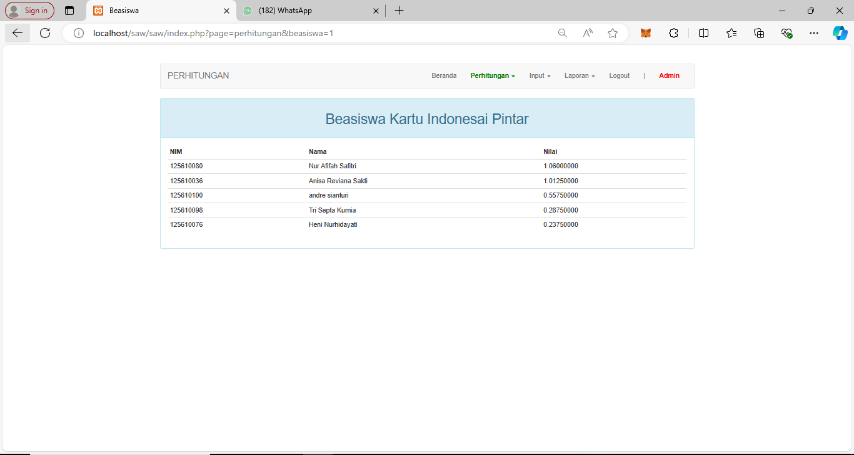 Sign in
Beasiswa
(182) WhatsApp
localhost/saw/saw/index.php?page=perhitungan&beasiswa=1
PERHITUNGAN Beranda Perhitungan Input Laporan Logout | Admin
Beasiswa Kartu Indonesai Pintar
NIM Nama Nilai
125610080 Nur Afifah Safitri 1.06000000
125610036 Anisa Reviana Sakti 1.01250000
125610100 andre sianturi 0.55750000
125610098 Tri Septa Kurnia 0.28750000
125610076 Heni Nurhidayati 0.23750000